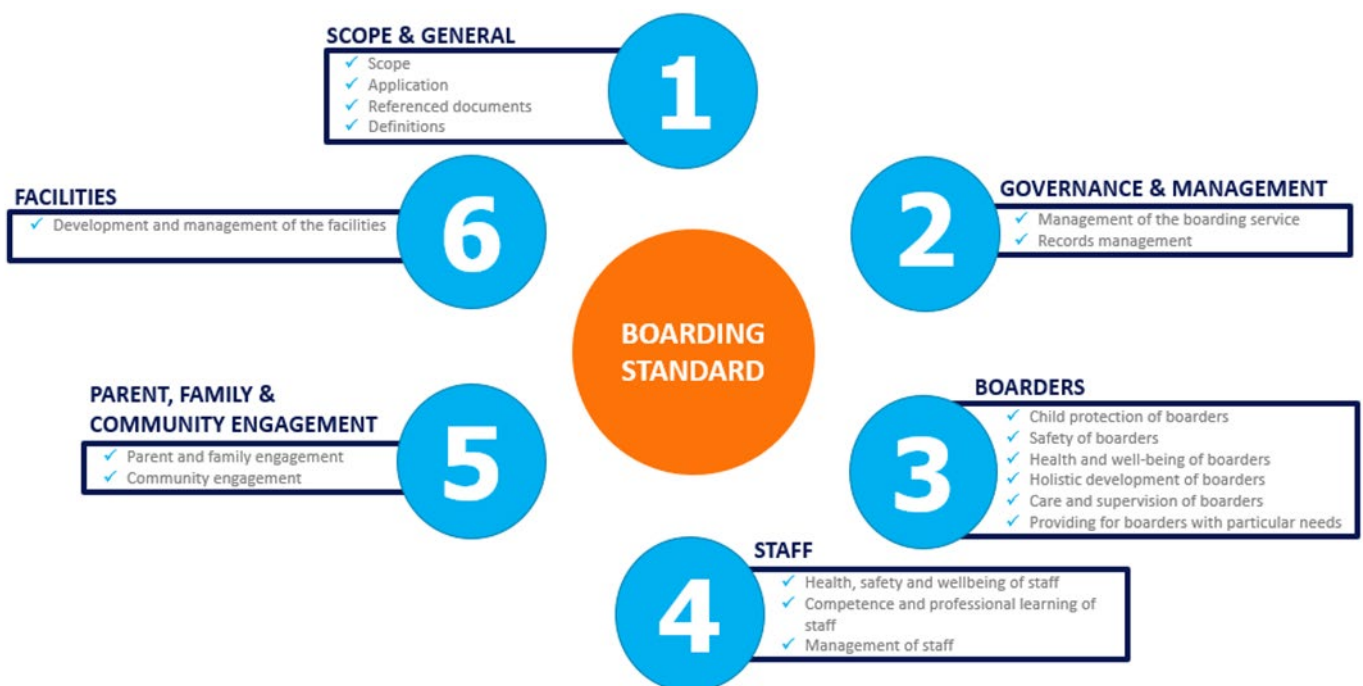 SCOPE & GENERAL
✓ Scope
✓ Application
✓ Referenced documents
✓ Definitions
1
GOVERNANCE & MANAGEMENT
✓ Management of the boarding service
✓ Records management
2
BOARDERS
✓ Child protection of boarders
✓ Safety of boarders
✓ Health and well-being of boarders
✓ Holistic development of boarders
✓ Care and supervision of boarders
✓ Providing for boarders with particular needs
3
STAFF
✓ Health, safety and wellbeing of staff
✓ Competence and professional learning of
staff
✓ Management of staff
4
PARENT, FAMILY &
COMMUNITY ENGAGEMENT
✓ Parent and family engagement
✓ Community engagement
5
FACILITIES
✓ Development and management of the facilities
6
BOARDING
STANDARD